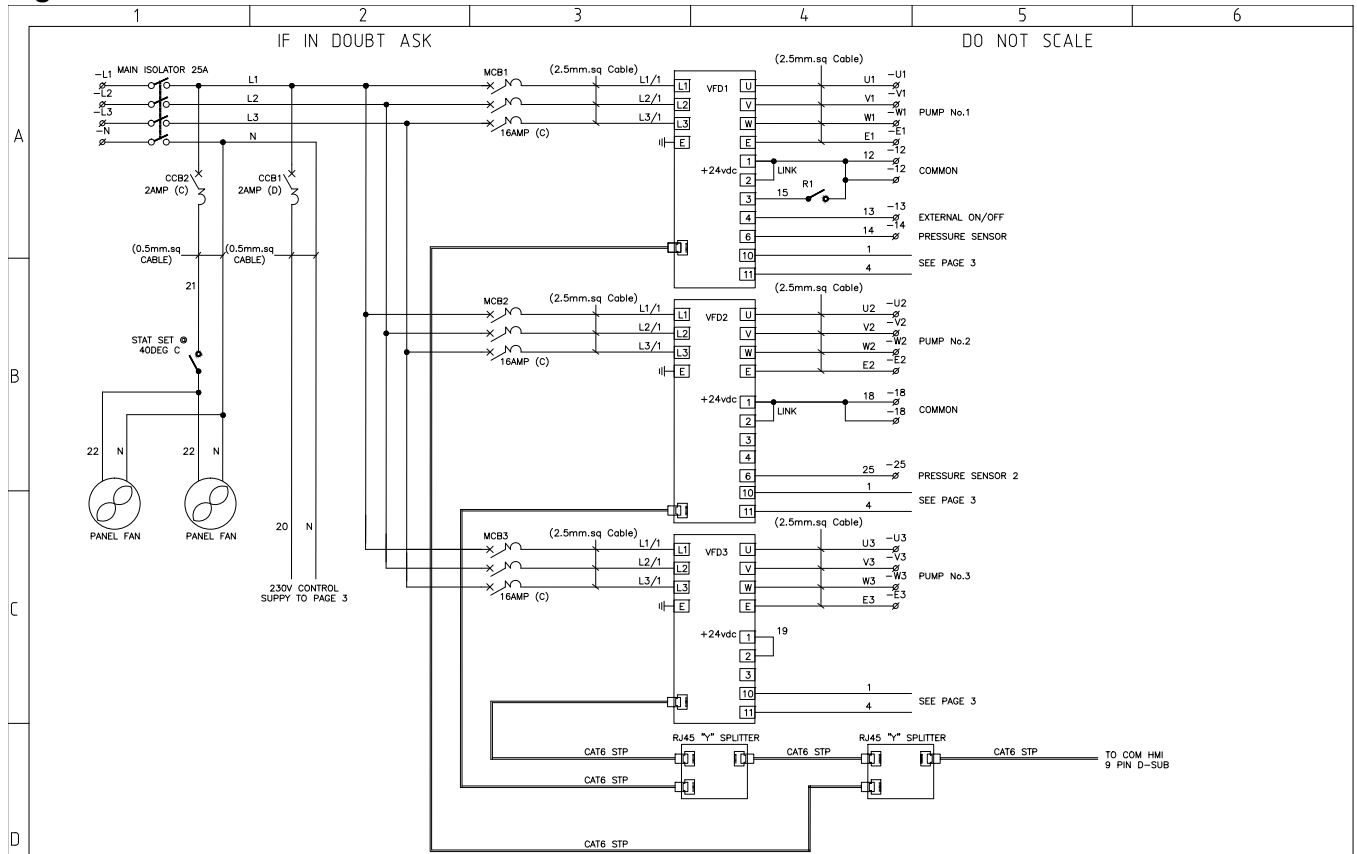 1 2 3 4 5 6
IF IN DOUBT ASK
DO NOT SCALE
A
B
C
D
MAIN ISOLATOR 25A
-L1
-L2
-L3
-N
L1
L2
L3
N
CCB2
2AMP (C)
CCB1
2AMP (D)
(0.5mm.sq
CABLE)
(0.5mm.sq
CABLE)
21
STAT SET @
40DEG C
22 N
22 N
PANEL FAN
PANEL FAN
20 N
230V CONTROL
SUPPY TO PAGE 3
MCB1
16AMP (C)
(2.5mm.sq Cable)
L1/1
L2/1
L3/1
L1
L2
L3
E
VFD1
+24vdc
U
V
W
E
1
2
3
4
6
10
11
(2.5mm.sq Cable)
U1 -U1
V1 -V1
W1 -W1
E1 -E1
PUMP No.1
12 -12
-12
COMMON
LINK
R1
15
13 -13
EXTERNAL ON/OFF
14 -14
PRESSURE SENSOR
1
4
SEE PAGE 3
MCB2
16AMP (C)
(2.5mm.sq Cable)
L1/1
L2/1
L3/1
L1
L2
L3
E
VFD2
+24vdc
U
V
W
E
1
2
3
4
6
10
11
(2.5mm.sq Cable)
U2 -U2
V2 -V2
W2 -W2
E2 -E2
PUMP No.2
18 -18
-18
COMMON
LINK
25 -25
PRESSURE SENSOR 2
1
4
SEE PAGE 3
MCB3
16AMP (C)
(2.5mm.sq Cable)
L1/1
L2/1
L3/1
L1
L2
L3
E
VFD3
+24vdc
U
V
W
E
1
2
3
10
11
(2.5mm.sq Cable)
U3 -U3
V3 -V3
W3 -W3
E3 -E3
PUMP No.3
19
1
4
SEE PAGE 3
RJ45 "Y" SPLITTER
RJ45 "Y" SPLITTER
CAT6 STP
CAT6 STP
CAT6 STP
TO COM HMI
9 PIN D-SUB
CAT6 STP
CAT6 STP